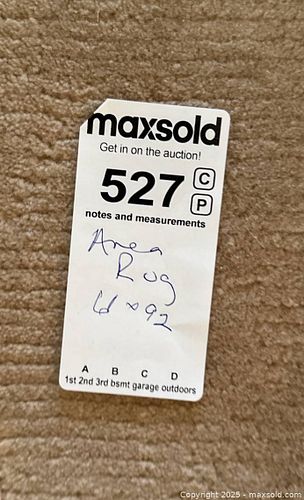 maxsold
Get in on the auction!
527 C
P
notes and measurements
Area
Rug
61 x 92
A B C D
1st 2nd 3rd bsmt garage outdoors
Copyright 2025 - maxsold.com